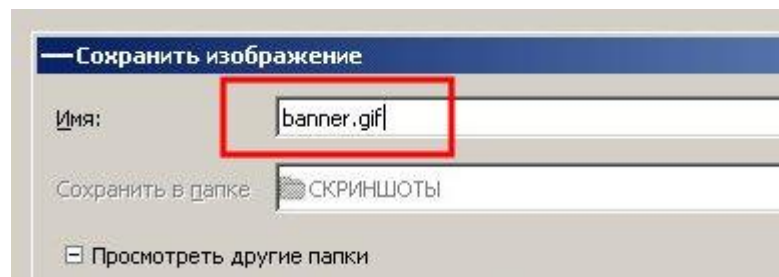 Сохранить изображение
Имя: banner.gif
Сохранить в папке СКРИНШОТЫ
Просмотреть другие папки